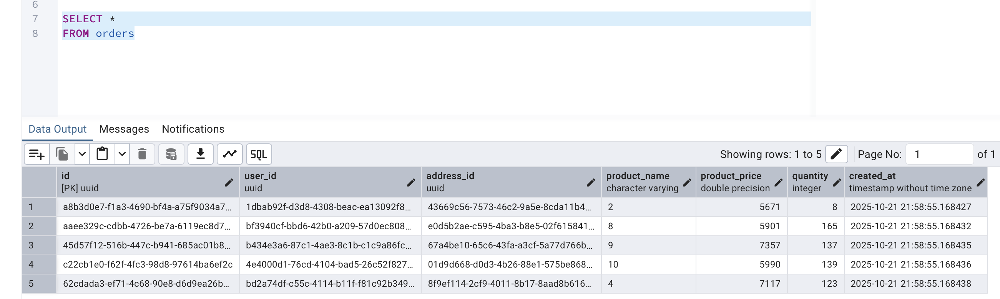 6
7 SELECT *
8 FROM orders
Data Output Messages Notifications
SQL Showing rows: 1 to 5 Page No: 1 of 1
id user_id address_id product_name product_price quantity created_at
[PK] uuid uuid uuid character varying double precision integer timestamp without time zone
1 a8b3d0e7-f1a3-4690-bf4a-a75f9034a7... 1dbab92f-d3d8-4308-beac-ea13092f8... 43669c56-7573-46c2-9a5e-8cda11b4... 2 5671 8 2025-10-21 21:58:55.168427
2 aaee329c-cdbb-4726-be7a-6119ec8d7... bf3940cf-bbd6-42b0-a209-57d0ec808... e0d5b2ae-c595-4ba3-b8e5-02f615841... 8 5901 165 2025-10-21 21:58:55.168432
3 45d57f12-516b-447c-b941-685ac01b8... b434e3a6-87c1-4ae3-8c1b-c1c9a86fc... 67a4be10-65c6-43fa-a3cf-5a77d766b... 9 7357 137 2025-10-21 21:58:55.168435
4 c22cb1e0-f62f-4fc3-98d8-97614ba6ef2c 4e4000d1-76cd-4104-bad5-26c52f827... 01d9d668-d0d3-4b26-88e1-575be868... 10 5990 139 2025-10-21 21:58:55.168436
5 62cdada3-ef71-4c68-90e8-d6d9ea26b... bd2a74df-c55c-4114-b11f-f81c92b349... 8f9ef114-2cf9-4011-8b17-8aad8b616... 4 7117 123 2025-10-21 21:58:55.168438